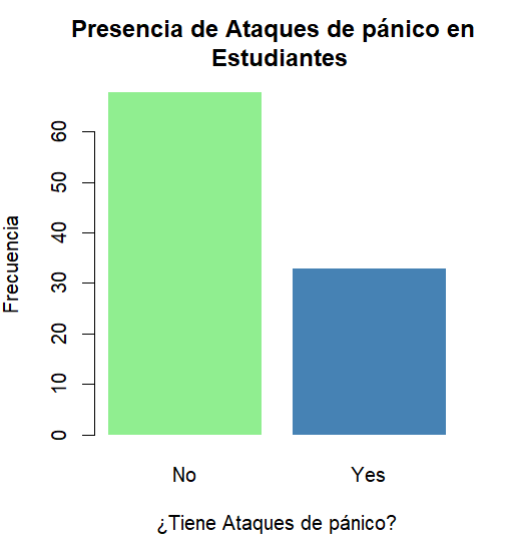 Presencia de Ataques de pánico en
Estudiantes
Frecuencia
60
50
40
30
20
10
0
No Yes
¿Tiene Ataques de pánico?